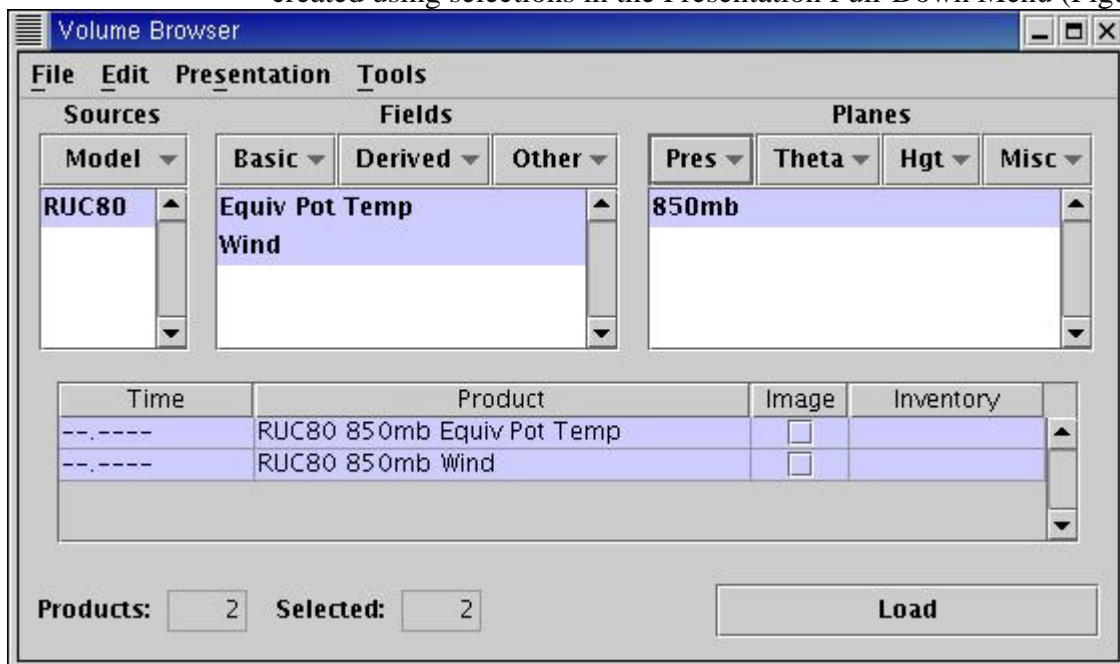 created using selections in the Presentation Pull-Down Menu (Fig
Volume Browser
File Edit Presentation Tools
Sources Fields Planes
Model Basic Derived Other Pres Theta Hgt Misc
RUC80 Equiv Pot Temp 850mb
Wind
Time Product Image Inventory
--.---- RUC80 850mb Equiv Pot Temp
--.---- RUC80 850mb Wind
Products: 2 Selected: 2 Load